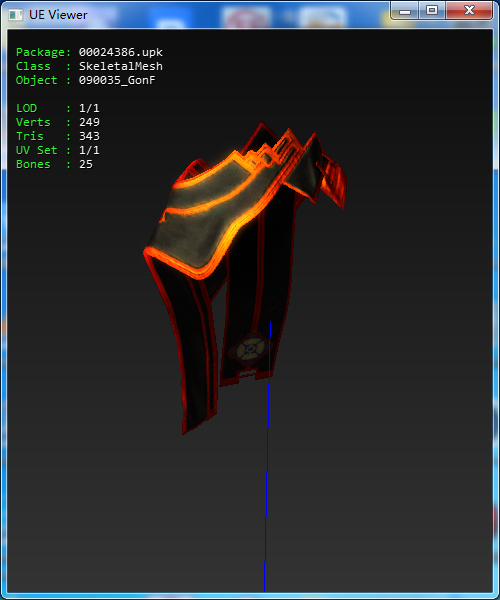 UE Viewer
Package: 00024386.upk
Class : SkeletalMesh
Object : 090035_GonF
LOD : 1/1
Verts : 249
Tris : 343
UV Set : 1/1
Bones : 25